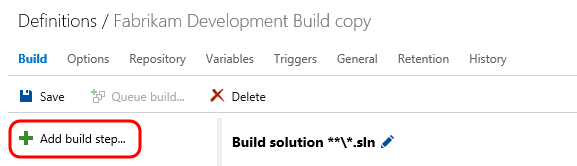 Definitions / Fabrikam Development Build copy
Build Options Repository Variables Triggers General Retention History
Save Queue build... Delete
Add build step...
Build solution **\*.sln